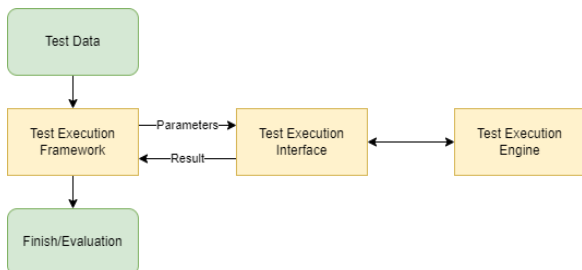 Test Data
Test Execution
Framework
Parameters
Result
Test Execution
Interface
Test Execution
Engine
Finish/Evaluation